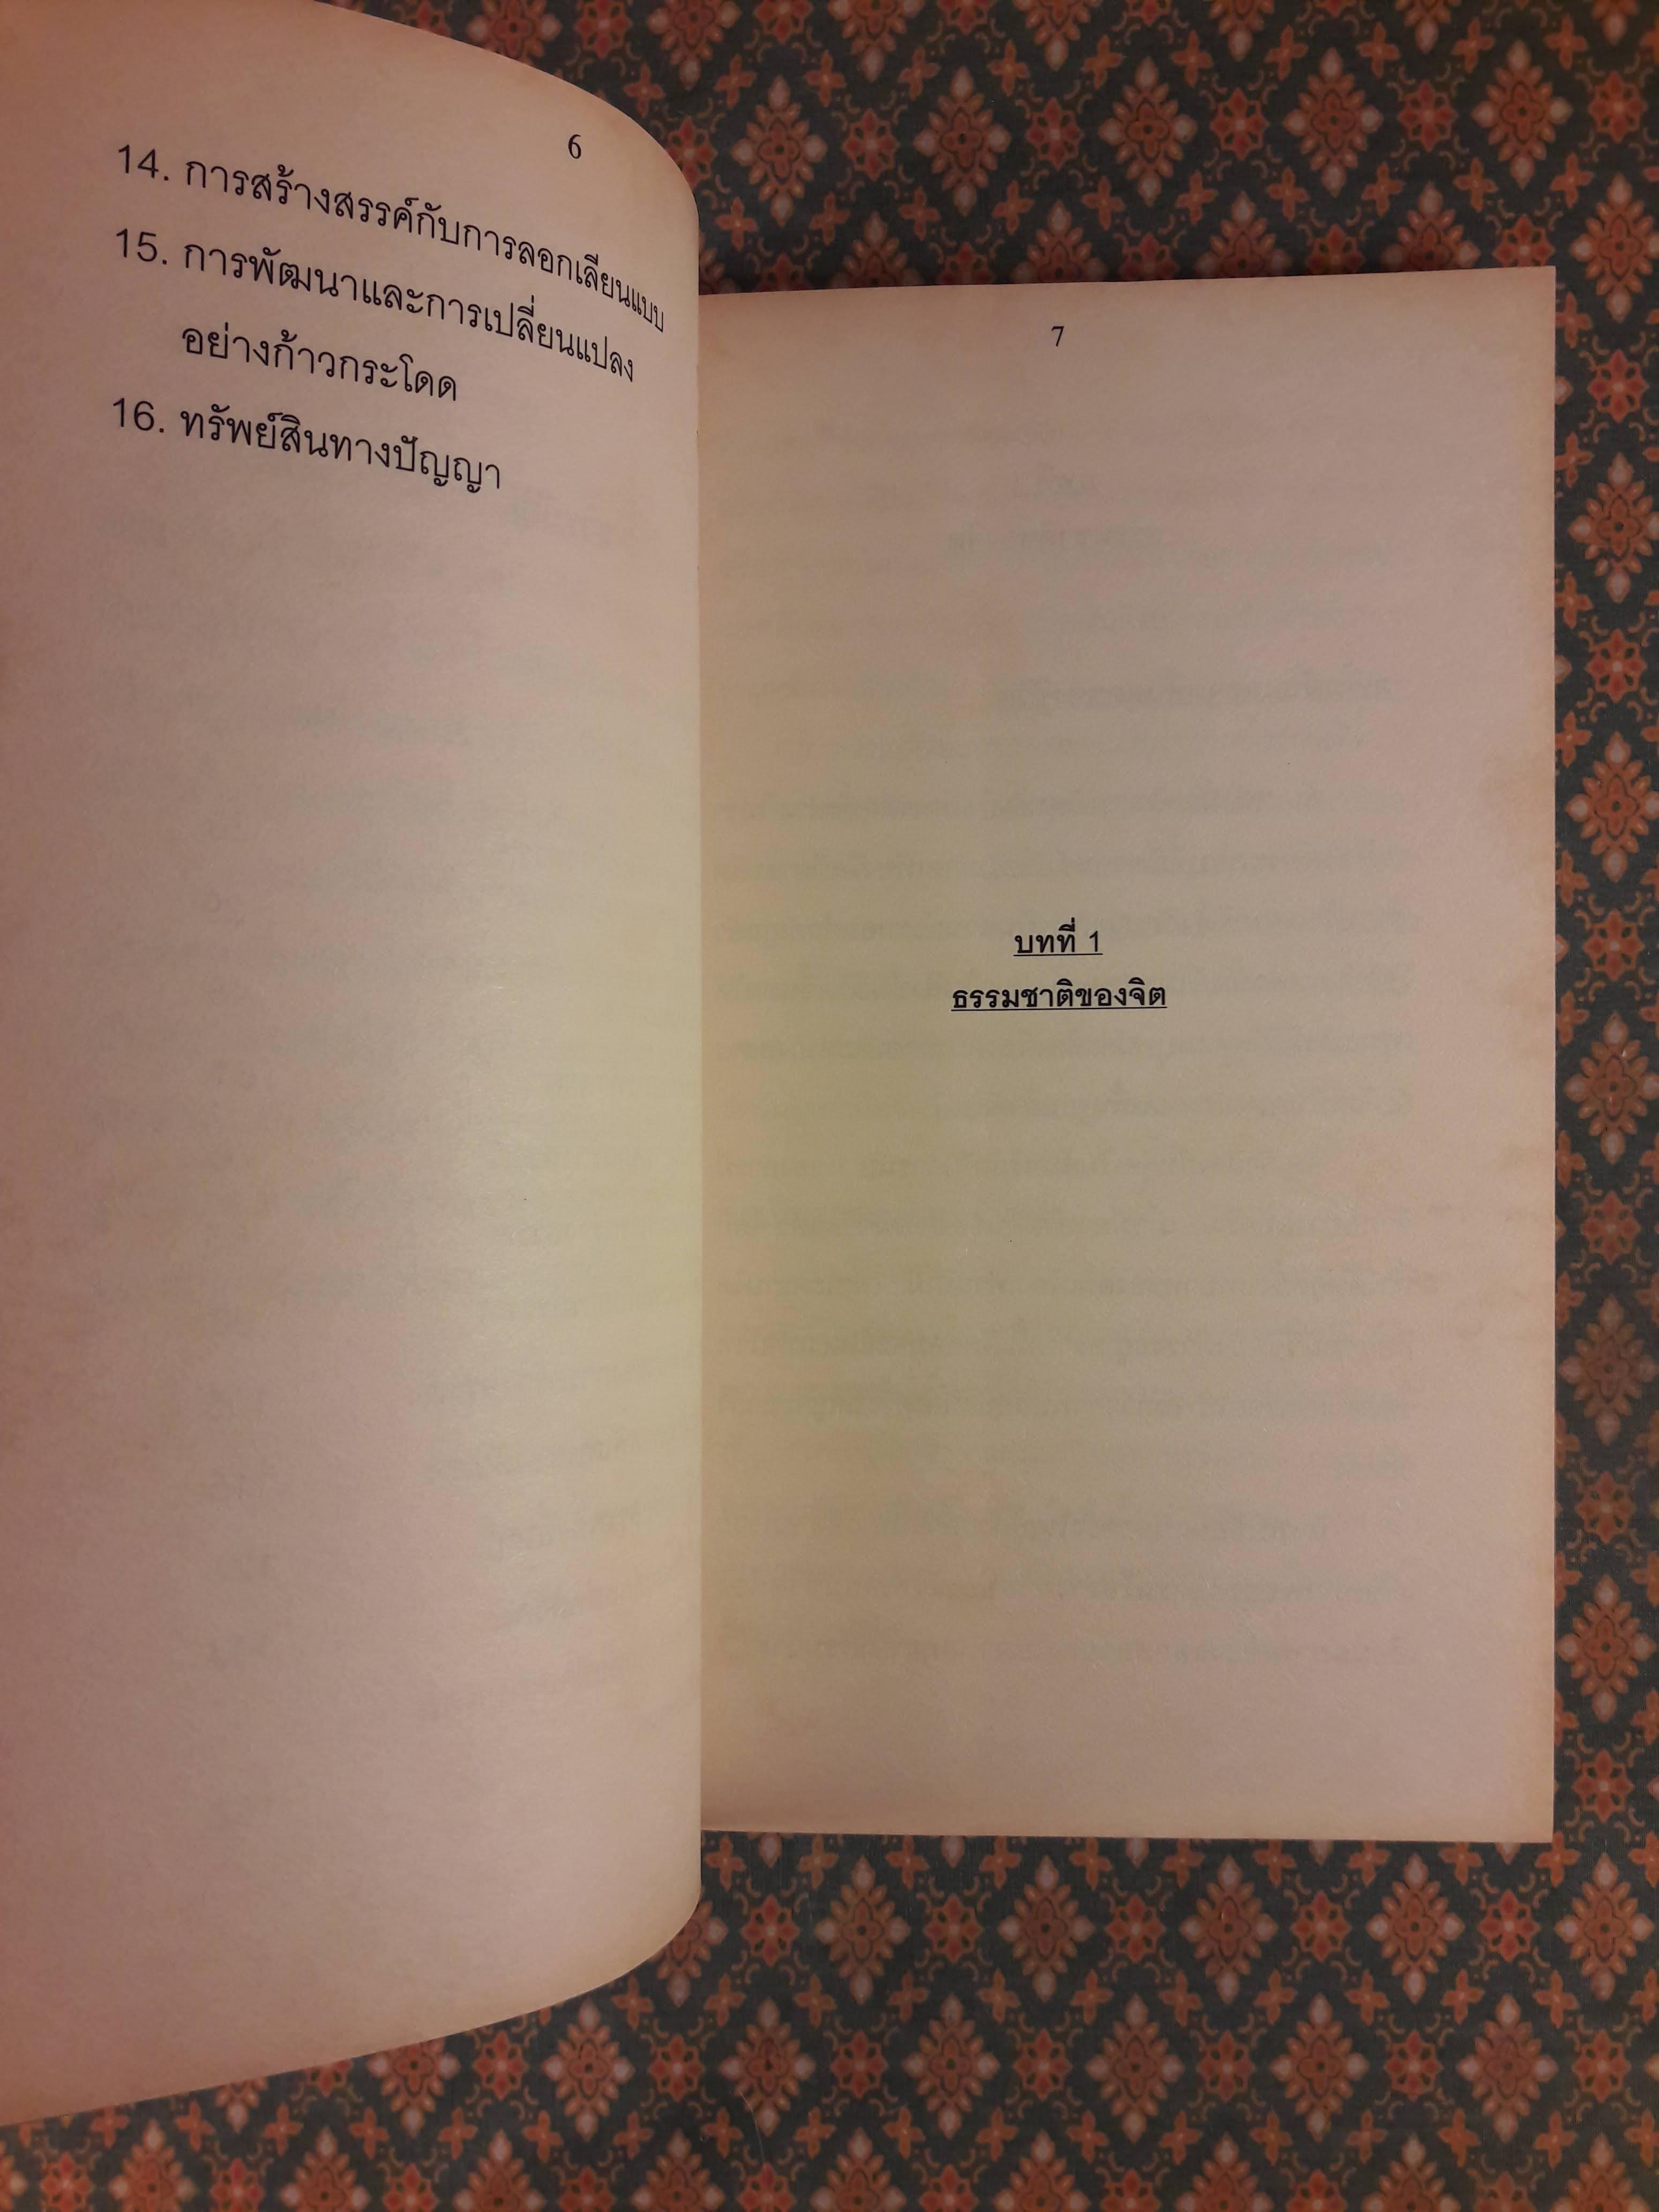 6
14. การสร้างสรรค์กับการลอกเลียนแบบ
15. การพัฒนาและการเปลี่ยนแปลง
อย่างก้าวกระโดด
16. ทรัพย์สินทางปัญญา
7
บทที่ 1
ธรรมชาติของจิต